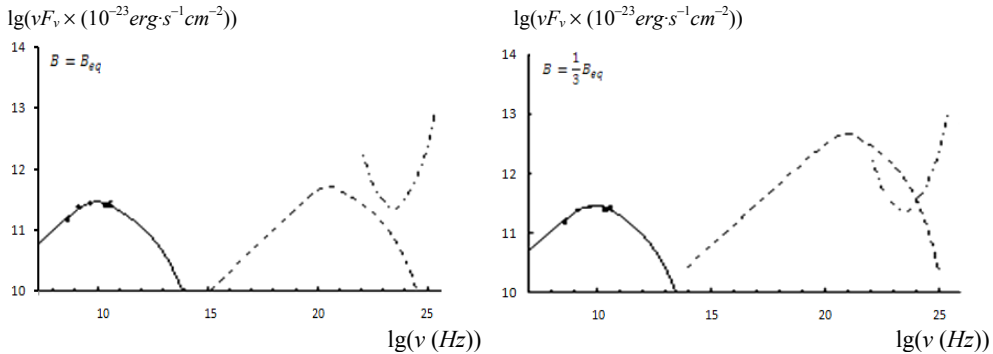 lg(νFν × (10⁻²³erg·s⁻¹cm⁻²))
14
B = Beq
13
12
11
10
10 15 20 25
lg(ν (Hz))
lg(νFν × (10⁻²³erg·s⁻¹cm⁻²))
14
B = 1/3 Beq
13
12
11
10
10 15 20 25
lg(ν (Hz))